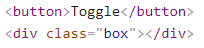 <button>Toggle</button>
<div class="box"></div>